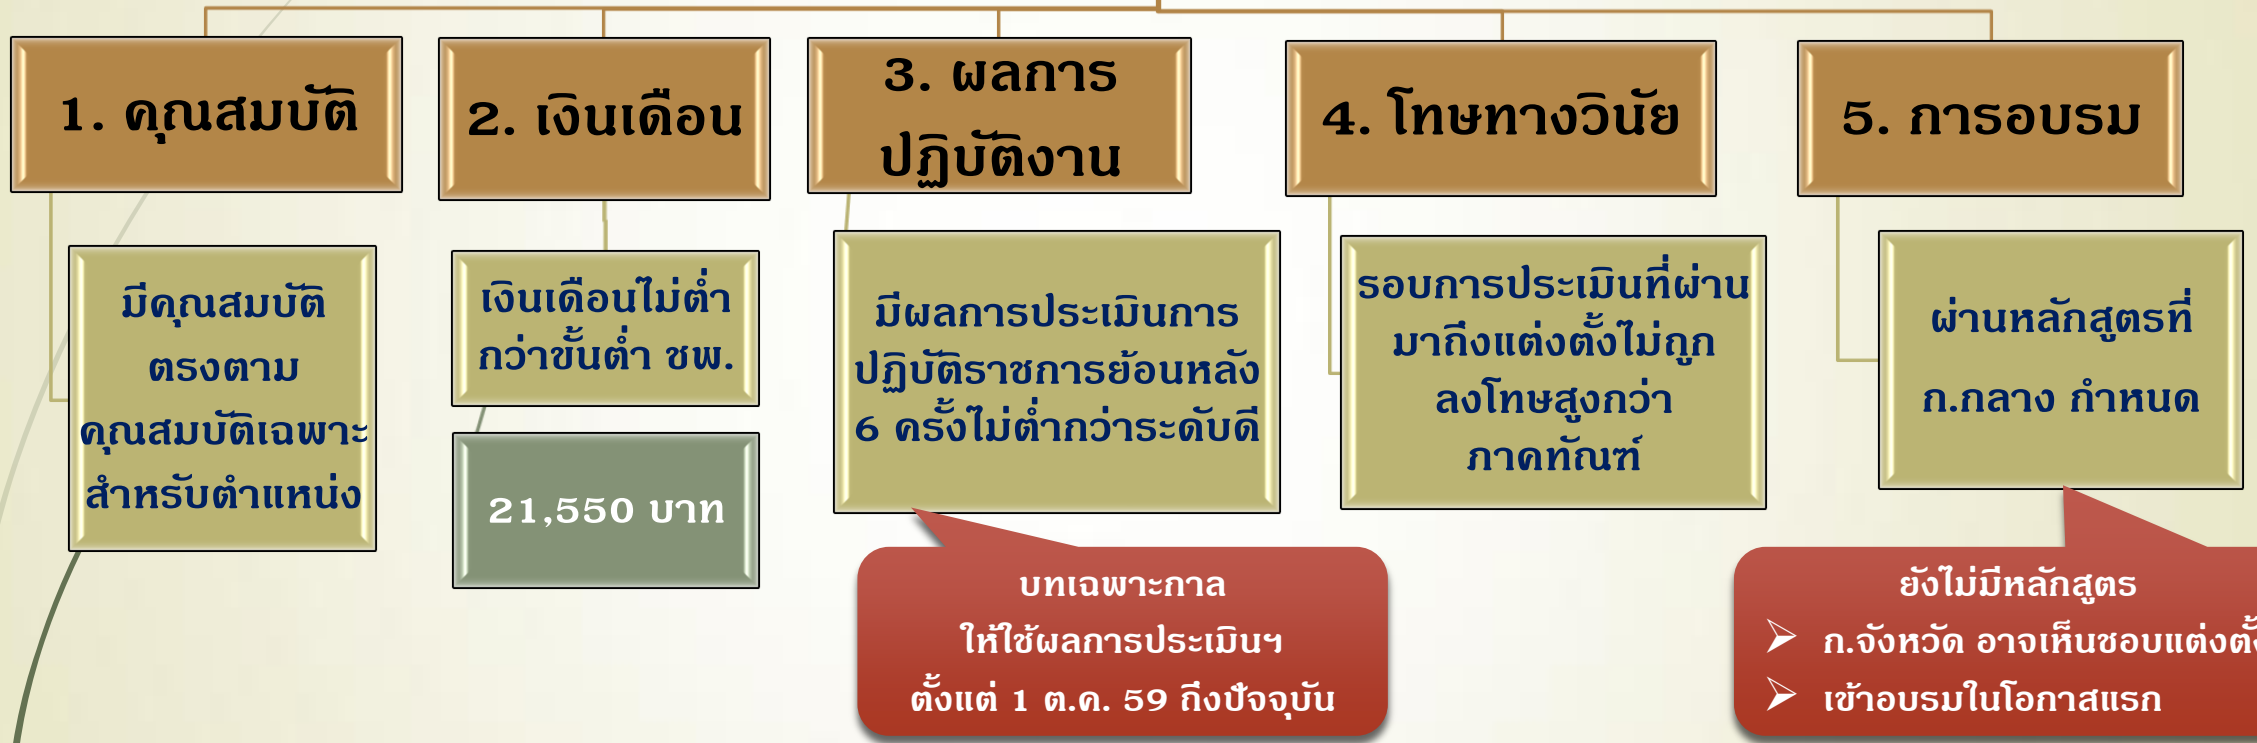 1. คุณสมบัติ
มีคุณสมบัติ
ตรงตาม
คุณสมบัติเฉพาะ
สำหรับตำแหน่ง
2. เงินเดือน
เงินเดือนไม่ต่ำ
กว่าขั้นต่ำ ชพ.
21,550 บาท
3. ผลการ
ปฏิบัติงาน
มีผลการประเมินการ
ปฏิบัติราชการย้อนหลัง
6 ครั้งไม่ต่ำกว่าระดับดี
บทเฉพาะกาล
ให้ใช้ผลการประเมินฯ
ตั้งแต่ 1 ต.ค. 59 ถึงปัจจุบัน
4. โทษทางวินัย
รอบการประเมินที่ผ่าน
มาถึงแต่งตั้งไม่ถูก
ลงโทษสูงกว่า
ภาคทัณฑ์
5. การอบรม
ผ่านหลักสูตรที่
ก.กลาง กำหนด
ยังไม่มีหลักสูตร
➢ ก.จังหวัด อาจเห็นชอบแต่งตั้ง
➢ เข้าอบรมในโอกาสแรก